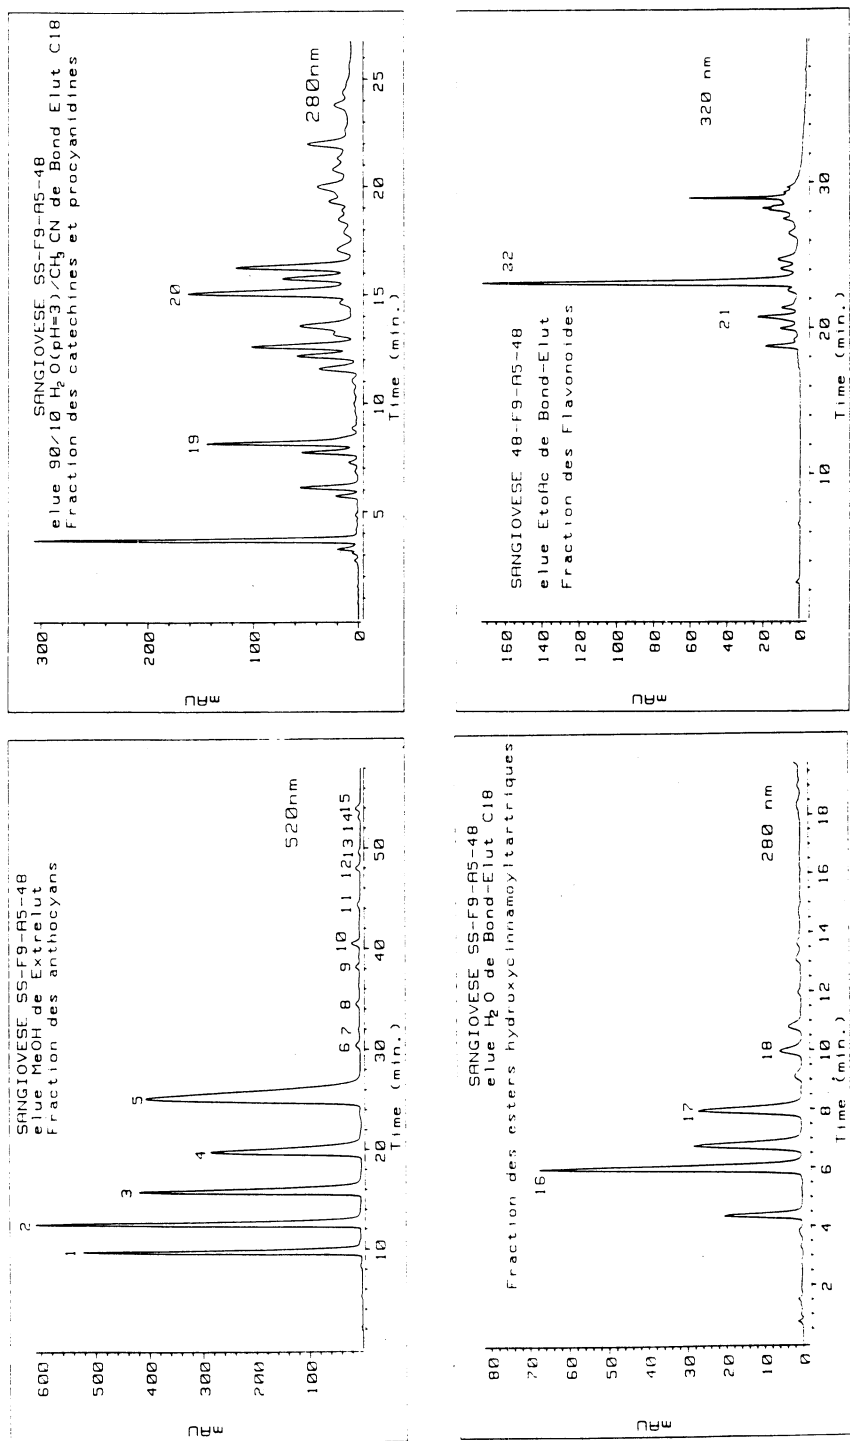 SANGIOVESE SS-F9-A5-48
elue MeOH de Extrelut
Fraction des anthocyans
520nm
mAU
600
500
400
300
200
100
1 2 3 4 5 6 7 8 9 10 11 12 13 14 15
10 20 30 40 50
Time (min.)
SANGIOVESE SS-F9-A5-48
elue 90/10 H2O(pH=3)/CH3CN de Bond Elut C18
Fraction des catechines et procyanidines
280nm
mAU
300
200
100
0
19 20
5 10 15 20 25
Time (min.)
SANGIOVESE SS-F9-A5-48
elue H2O de Bond-Elut C18
Fraction des esters hydroxycinnamoyltartriques
280 nm
mAU
80
70
60
50
40
30
20
10
0
16 17 18
2 4 6 8 10 12 14 16 18
Time (min.)
SANGIOVESE 48-F9-A5-48
elue EtoAc de Bond-Elut
Fraction des Flavonoides
320 nm
mAU
160
140
120
100
80
60
40
20
0
21 22
10 20 30
Time (min.)